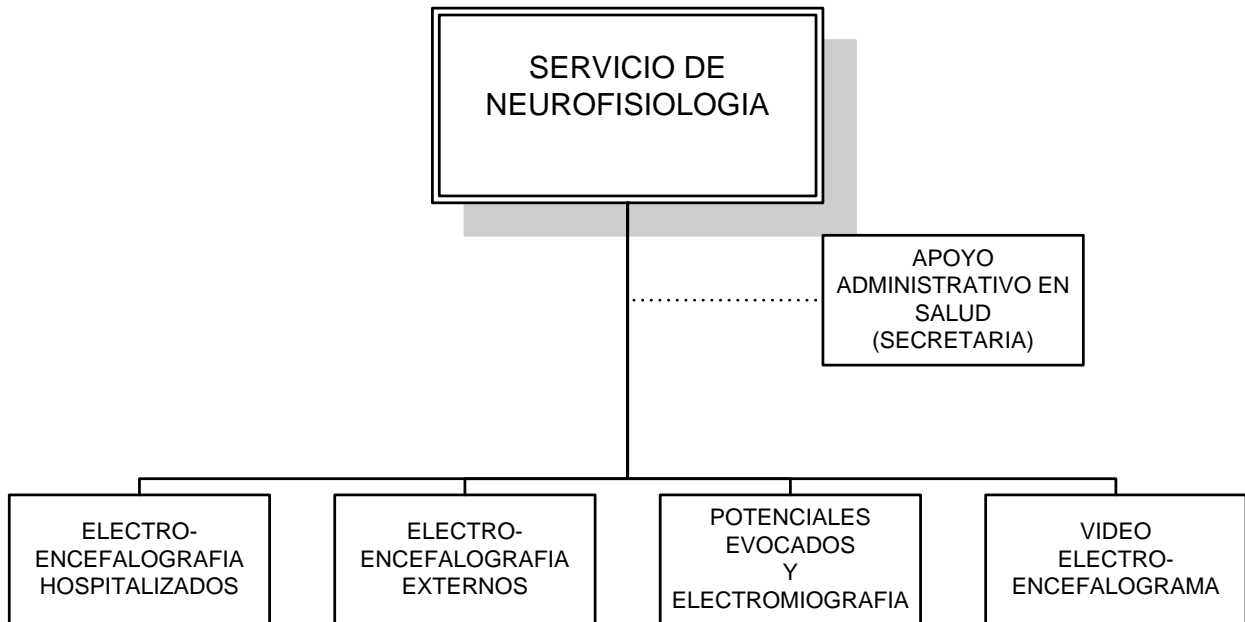 SERVICIO DE
NEUROFISIOLOGIA
APOYO
ADMINISTRATIVO EN
SALUD
(SECRETARIA)
ELECTRO-
ENCEFALOGRAFIA
HOSPITALIZADOS
ELECTRO-
ENCEFALOGRAFIA
EXTERNOS
POTENCIALES
EVOCADOS
Y
ELECTROMIOGRAFIA
VIDEO
ELECTRO-
ENCEFALOGRAMA